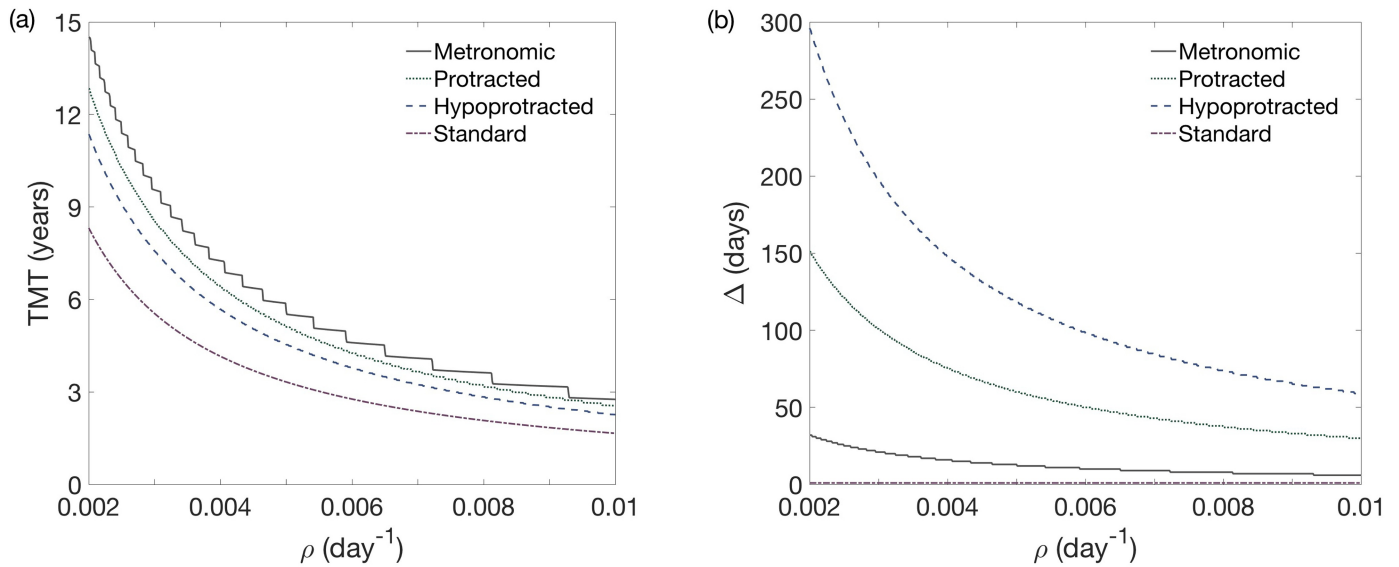 (a)
15
12
9
6
3
0
TMT (years)
Metronomic
Protracted
Hypoprotracted
Standard
0.002
0.004
0.006
0.008
0.01
ρ (day⁻¹)
(b)
300
250
200
150
100
50
0
Δ (days)
Metronomic
Protracted
Hypoprotracted
Standard
0.002
0.004
0.006
0.008
0.01
ρ (day⁻¹)